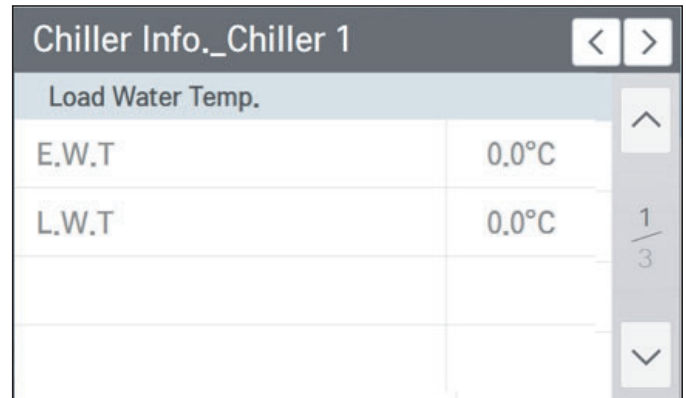 Chiller Info._Chiller 1
Load Water Temp.
E.W.T 0.0°C
L.W.T 0.0°C
1
3